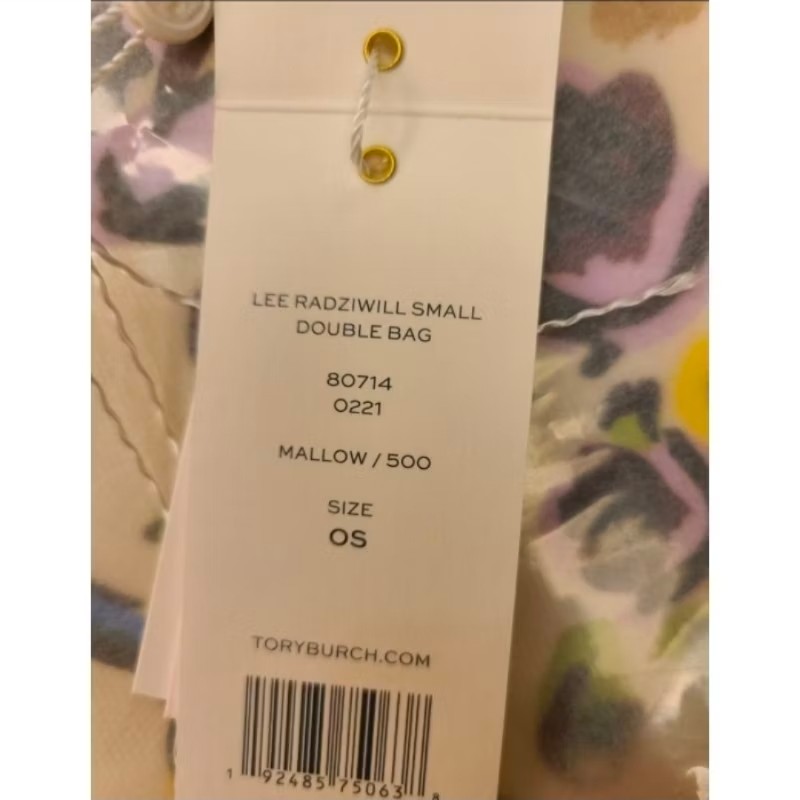 LEE RADZIWILL SMALL
DOUBLE BAG
80714
0221
MALLOW / 500
SIZE
OS
TORYBURCH.COM
1 92485 75063 8